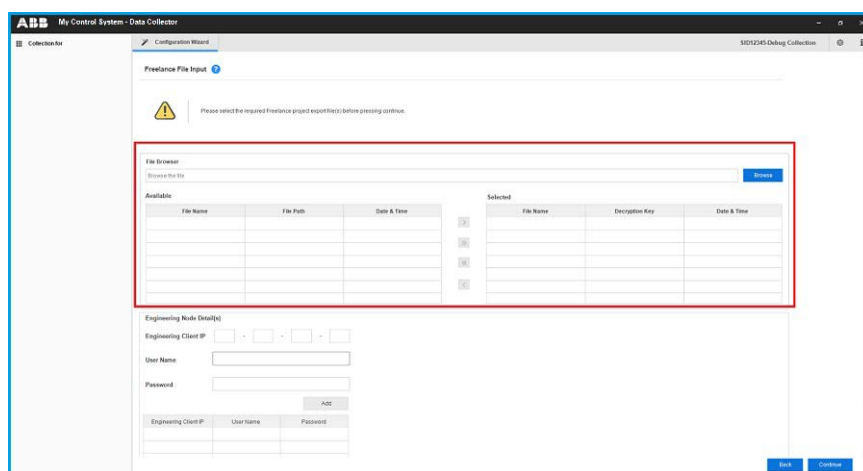 ABB My Control System - Data Collector
Collection for
Configuration Wizard
SID12345-Debug Collection
Freelance File Input
Please select the required Freelance project export file(s) before pressing continue.
File Browser
Browse the file
Browse
Available
Selected
File Name File Path Date & Time
File Name Decryption Key Date & Time
Engineering Node Detail(s)
Engineering Client IP
User Name
Password
Add
Engineering Client IP User Name Password
Back Continue